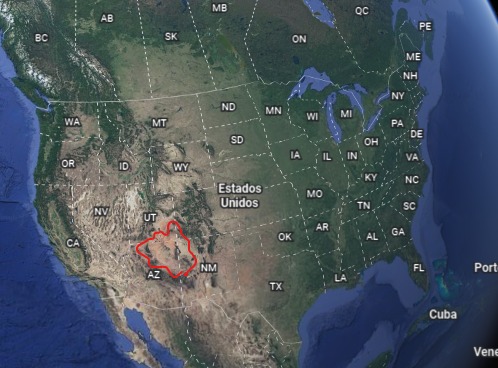 QC
MB
AB
PE
BC
SK
ON
ME
NH
WA
ND
MN
NY
MT
WI
MI
PA
DE
OR
ID
SD
OH
WY
IA
IL
IN
VA
KY
NV
UT
Estados
Unidos
MO
NC
TN
SC
CA
OK
AR
AL
GA
AZ
NM
FL
Port
TX
LA
Cuba
Vene